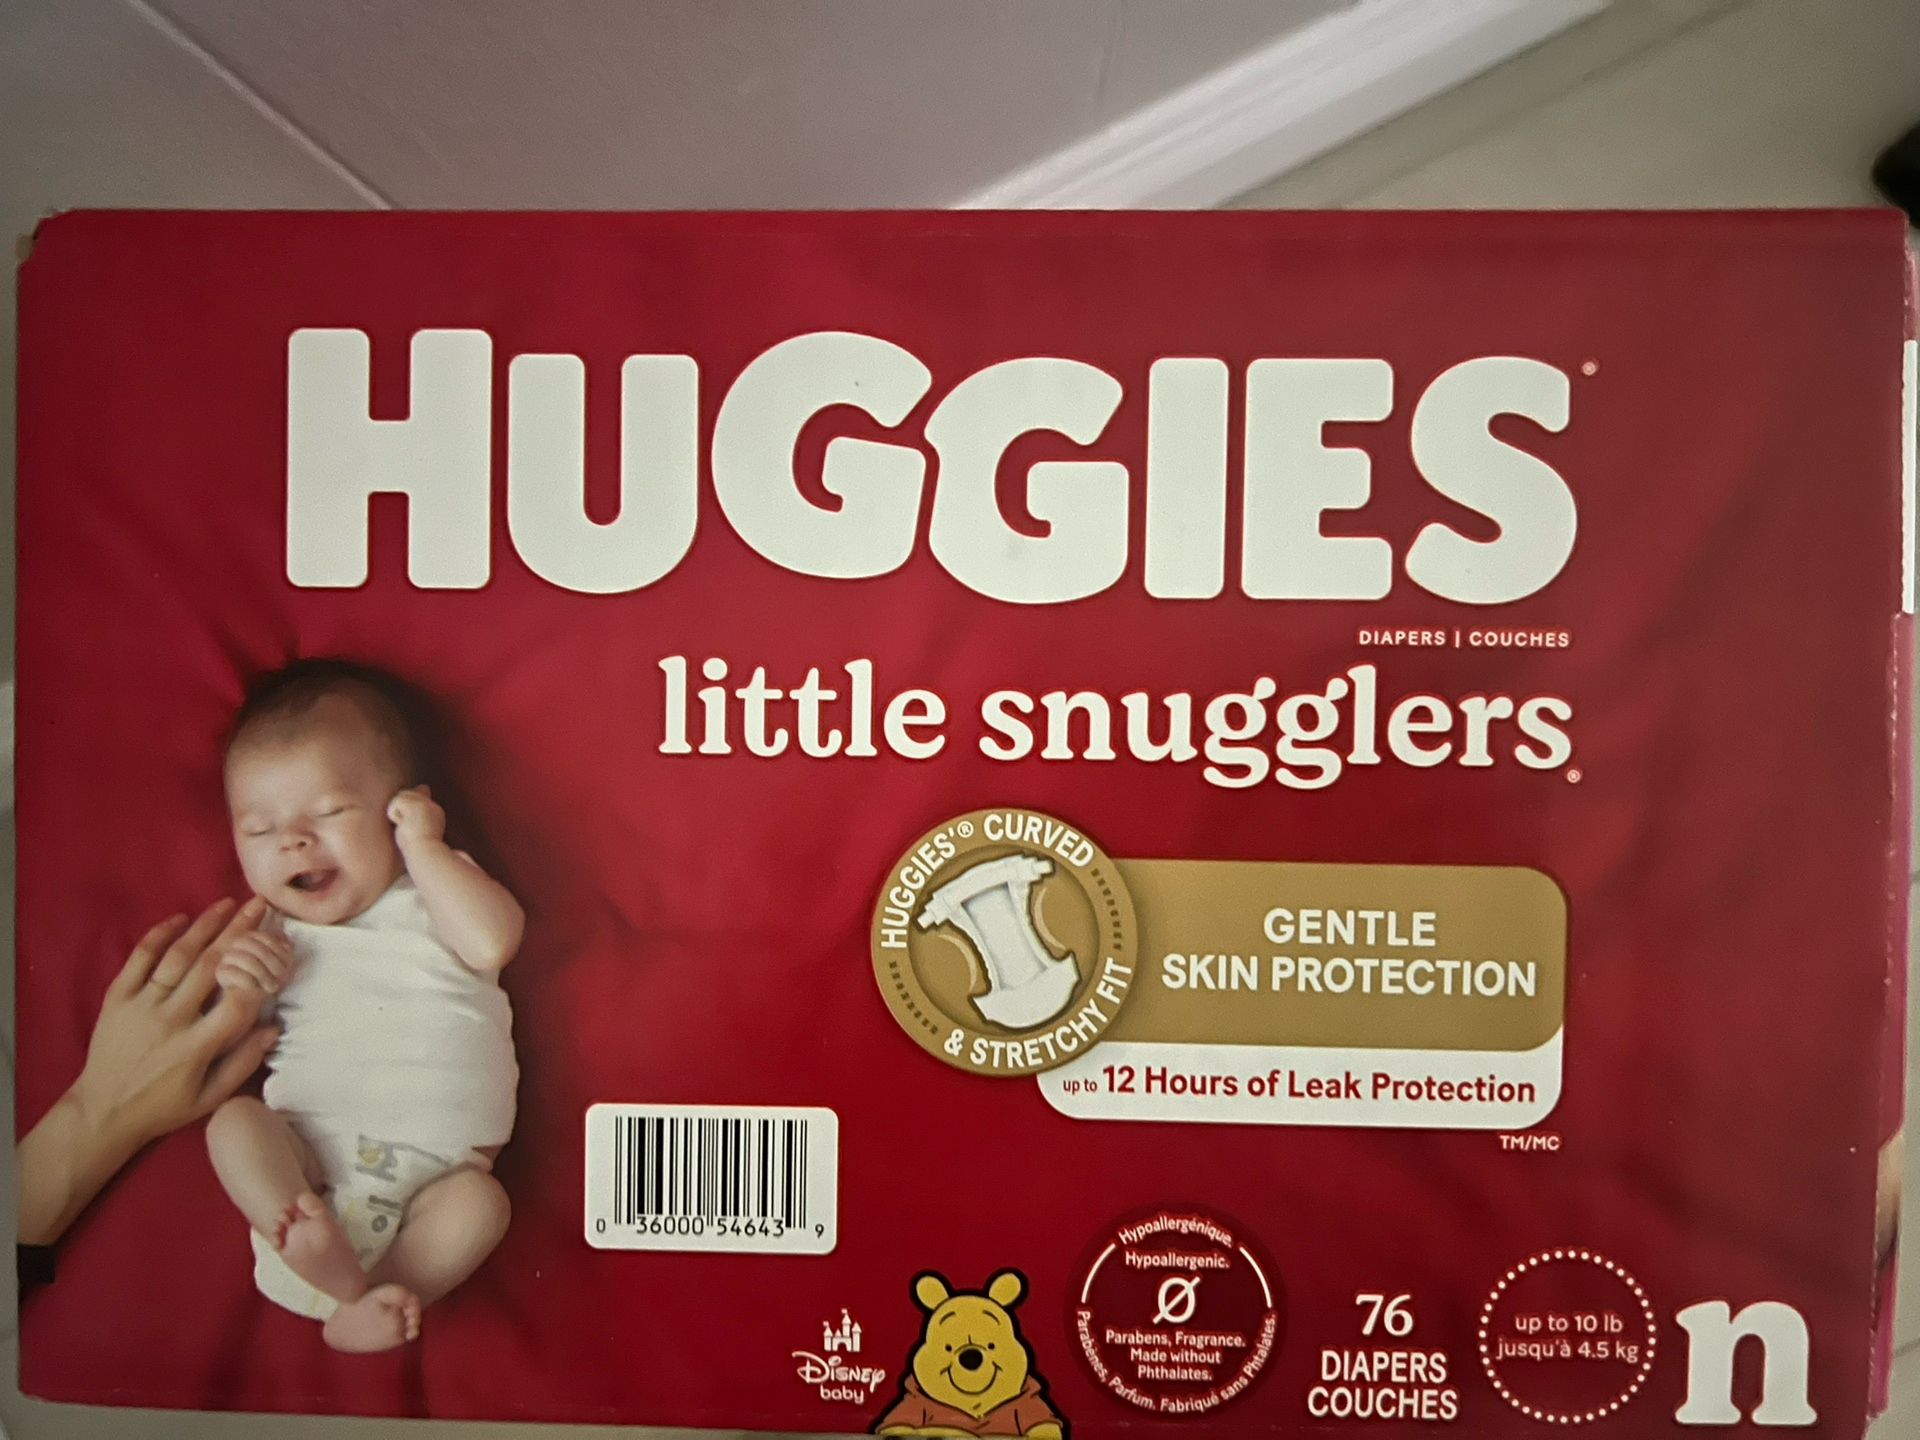 HUGGIES®
DIAPERS | COUCHES
little snugglers®
HUGGIES'® CURVED
& STRETCHY FIT
GENTLE
SKIN PROTECTION
up to 12 Hours of Leak Protection
TM/MC
0 36000 54643 9
Disney
baby
Hypoallergénique.
Hypoallergenic.
Parabens, Fragrance.
Made without
Phthalates.
Parabènes, Parfum. Fabriqué sans Phtalates.
76
DIAPERS
COUCHES
up to 10 lb
jusqu'à 4.5 kg
n